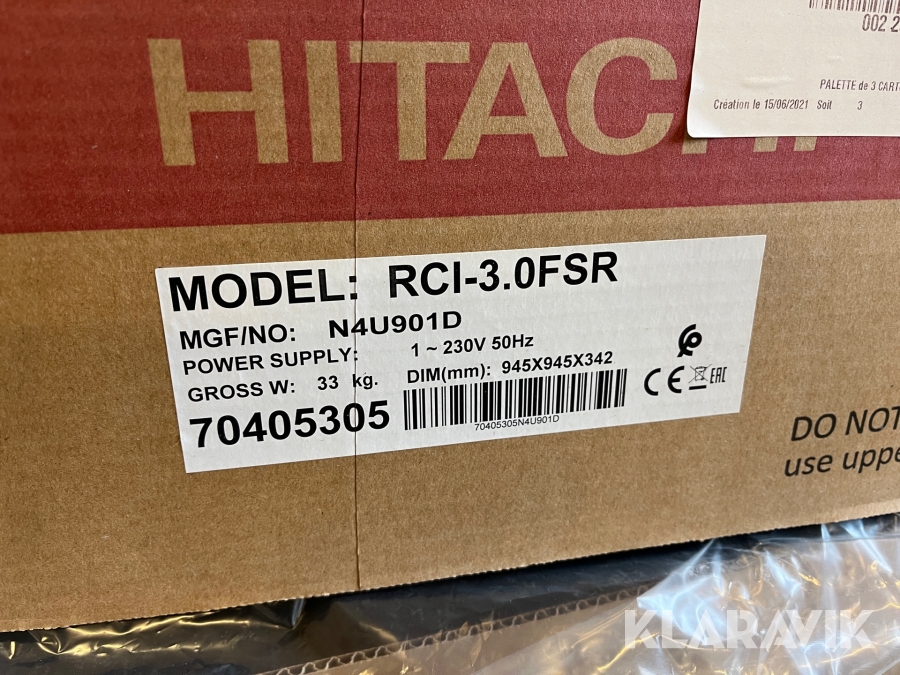 HITACHI
002 2
PALETTE de 3 CART
Création le 15/06/2021 Soit 3
MODEL: RCI-3.0FSR
MGF/NO: N4U901D
POWER SUPPLY: 1 ~ 230V 50Hz
GROSS W: 33 kg. DIM(mm): 945X945X342
70405305
70405305N4U901D
CE EAC
DO NOT
use uppe
KLARAVIK